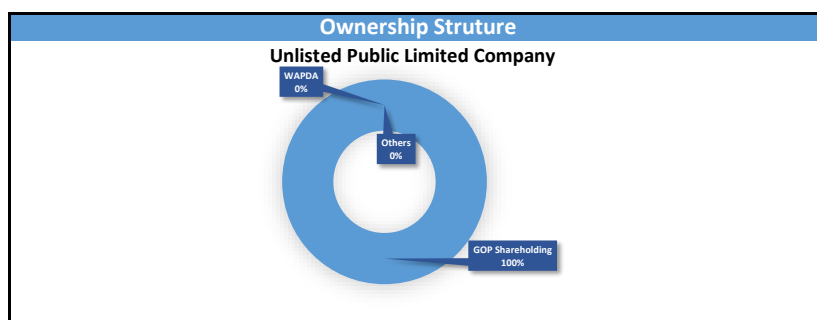 Ownership Struture
Unlisted Public Limited Company
WAPDA
0%
Others
0%
GOP Shareholding
100%